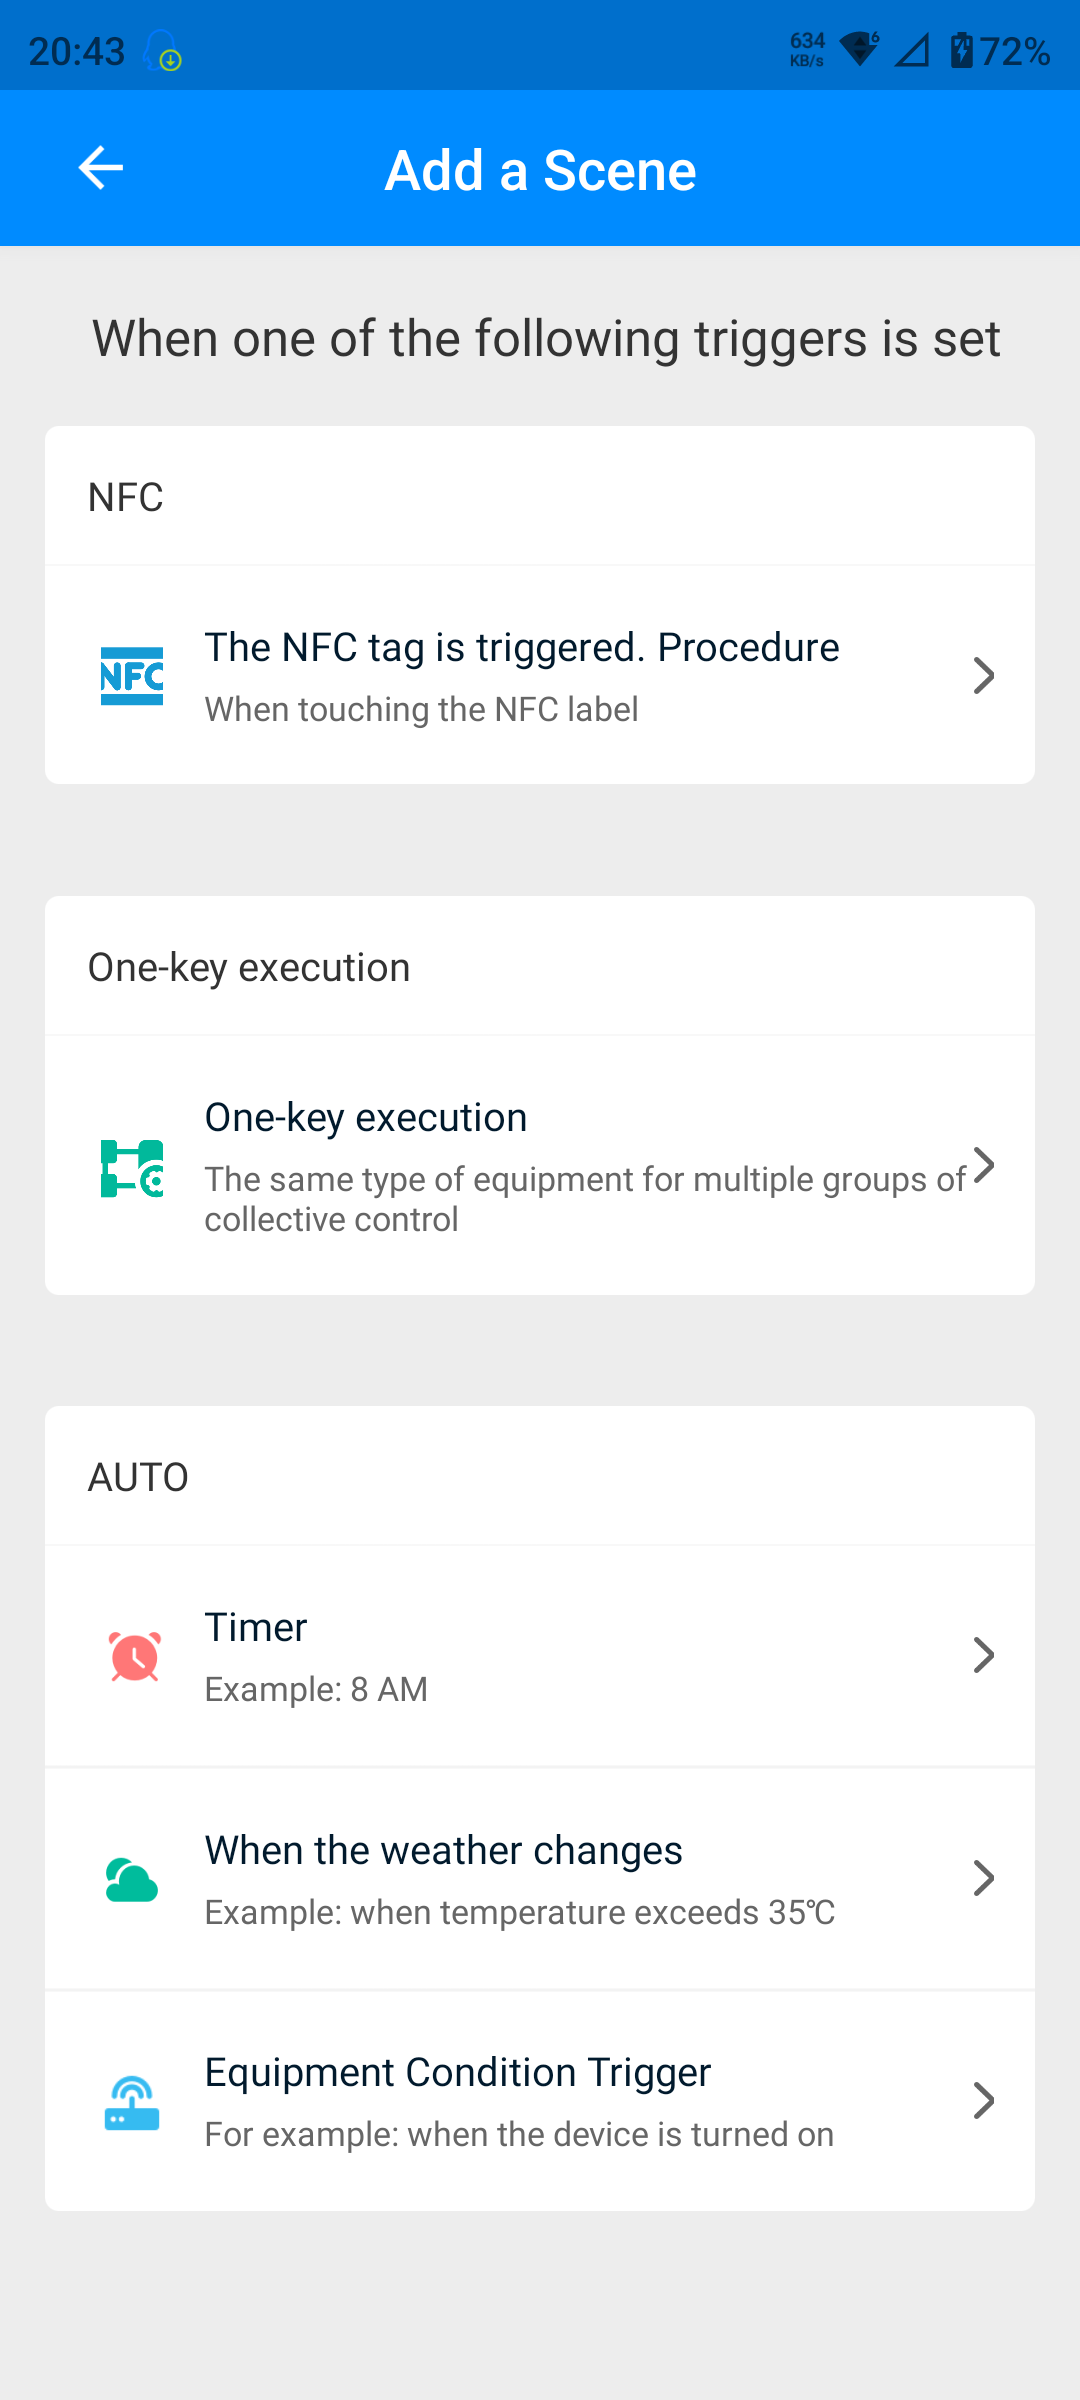 20:43
634
KB/s
6
72%
Add a Scene
When one of the following triggers is set
NFC
NFC
The NFC tag is triggered. Procedure
When touching the NFC label
One-key execution
One-key execution
The same type of equipment for multiple groups of
collective control
AUTO
Timer
Example: 8 AM
When the weather changes
Example: when temperature exceeds 35℃
Equipment Condition Trigger
For example: when the device is turned on